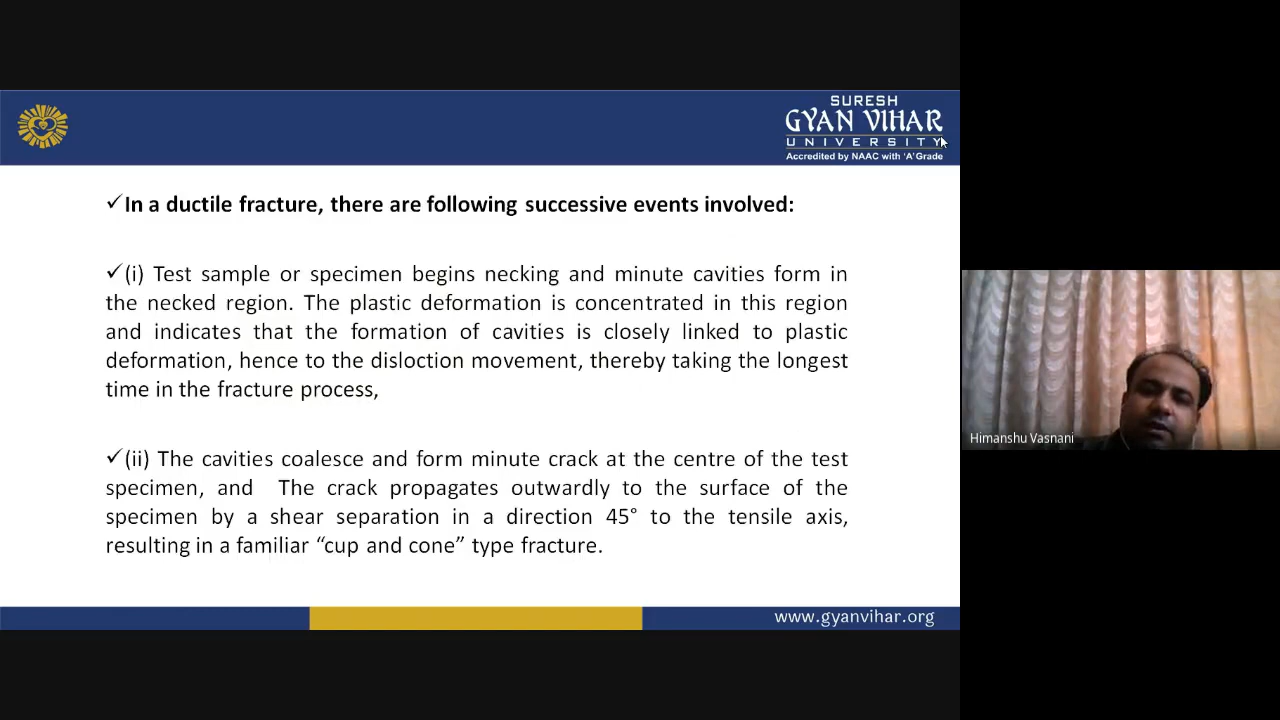 SURESH
GYAN VIHAR
UNIVERSITY
Accredited by NAAC with 'A' Grade
✓In a ductile fracture, there are following successive events involved:
✓(i) Test sample or specimen begins necking and minute cavities form in
the necked region. The plastic deformation is concentrated in this region
and indicates that the formation of cavities is closely linked to plastic
deformation, hence to the disloction movement, thereby taking the longest
time in the fracture process,
✓(ii) The cavities coalesce and form minute crack at the centre of the test
specimen, and The crack propagates outwardly to the surface of the
specimen by a shear separation in a direction 45° to the tensile axis,
resulting in a familiar “cup and cone” type fracture.
www.gyanvihar.org
Himanshu Vasnani